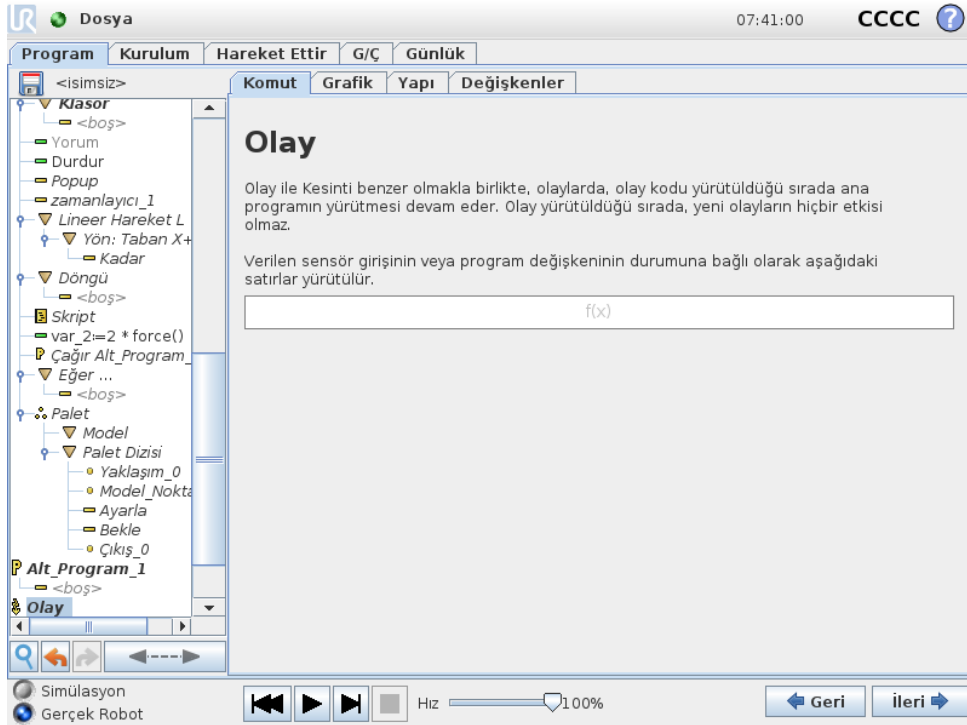 Dosya
07:41:00
CCCC
Program
Kurulum
Hareket Ettir
G/Ç
Günlük
<isimsiz>
Komut
Grafik
Yapı
Değişkenler
Klasör
<boş>
Yorum
Durdur
Popup
zamanlayıcı_1
Lineer Hareket L
Yön: Taban X+
Kadar
Döngü
<boş>
Skript
var_2:=2 * force()
Çağır Alt_Program_
Eğer ...
<boş>
Palet
Model
Palet Dizisi
Yaklaşım_0
Model_Nokta
Ayarla
Bekle
Çıkış_0
Alt_Program_1
<boş>
Olay
Olay
Olay ile Kesinti benzer olmakla birlikte, olaylarda, olay kodu yürütüldüğü sırada ana
programın yürütmesi devam eder. Olay yürütüldüğü sırada, yeni olayların hiçbir etkisi
olmaz.
Verilen sensör girişinin veya program değişkeninin durumuna bağlı olarak aşağıdaki
satırlar yürütülür.
f(x)
Simülasyon
Gerçek Robot
Hız
100%
Geri
İleri